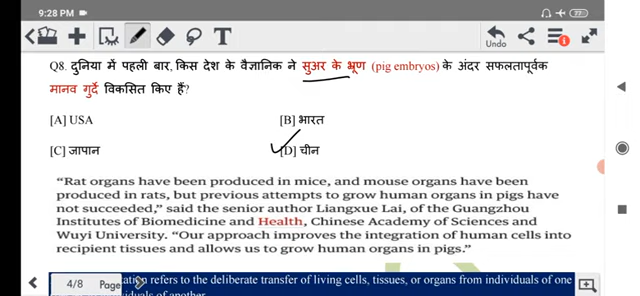 9:28 PM
77
T
Undo
Q8. दुनिया में पहली बार, किस देश के वैज्ञानिक ने सुअर के भ्रूण (pig embryos) के अंदर सफलतापूर्वक
मानव गुर्दे विकसित किए हैं?
[A] USA
[B] भारत
[C] जापान
[D] चीन
“Rat organs have been produced in mice, and mouse organs have been
produced in rats, but previous attempts to grow human organs in pigs have
not succeeded,” said the senior author Liangxue Lai, of the Guangzhou
Institutes of Biomedicine and Health, Chinese Academy of Sciences and
Wuyi University. “Our approach improves the integration of human cells into
recipient tissues and allows us to grow human organs in pigs.”
4/8
ation refers to the deliberate transfer of living cells, tissues, or organs from individuals of one
individuals of another.